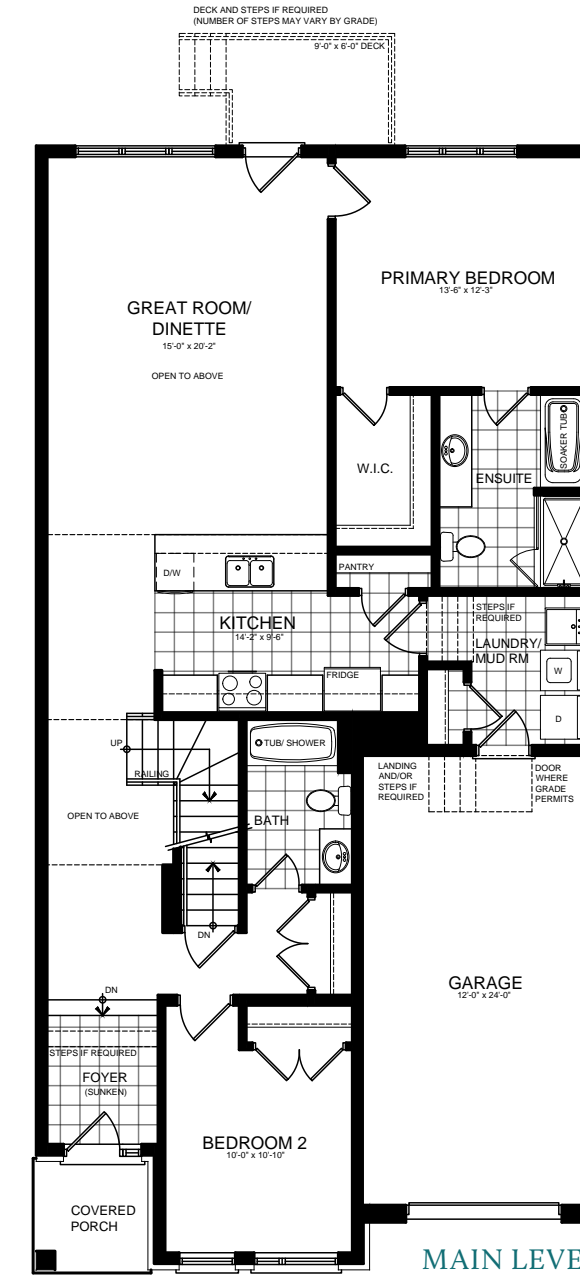 DECK AND STEPS IF REQUIRED
(NUMBER OF STEPS MAY VARY BY GRADE)
9'-0" x 6'-0" DECK
PRIMARY BEDROOM
13'-6" x 12'-3"
GREAT ROOM/
DINETTE
15'-0" x 20'-2"
OPEN TO ABOVE
W.I.C.
ENSUITE
SOAKER TUB
D/W
PANTRY
KITCHEN
14'-2" x 9'-6"
STEPS IF
REQUIRED
LAUNDRY/
MUD RM
W
FRIDGE
D
UP
RAILING
TUB/ SHOWER
OPEN TO ABOVE
BATH
LANDING
AND/OR
STEPS IF
REQUIRED
DOOR
WHERE
GRADE
PERMITS
DN
GARAGE
12'-0" x 24'-0"
DN
STEPS IF REQUIRED
FOYER
(SUNKEN)
BEDROOM 2
10'-0" x 10'-10"
COVERED
PORCH
MAIN LEVE